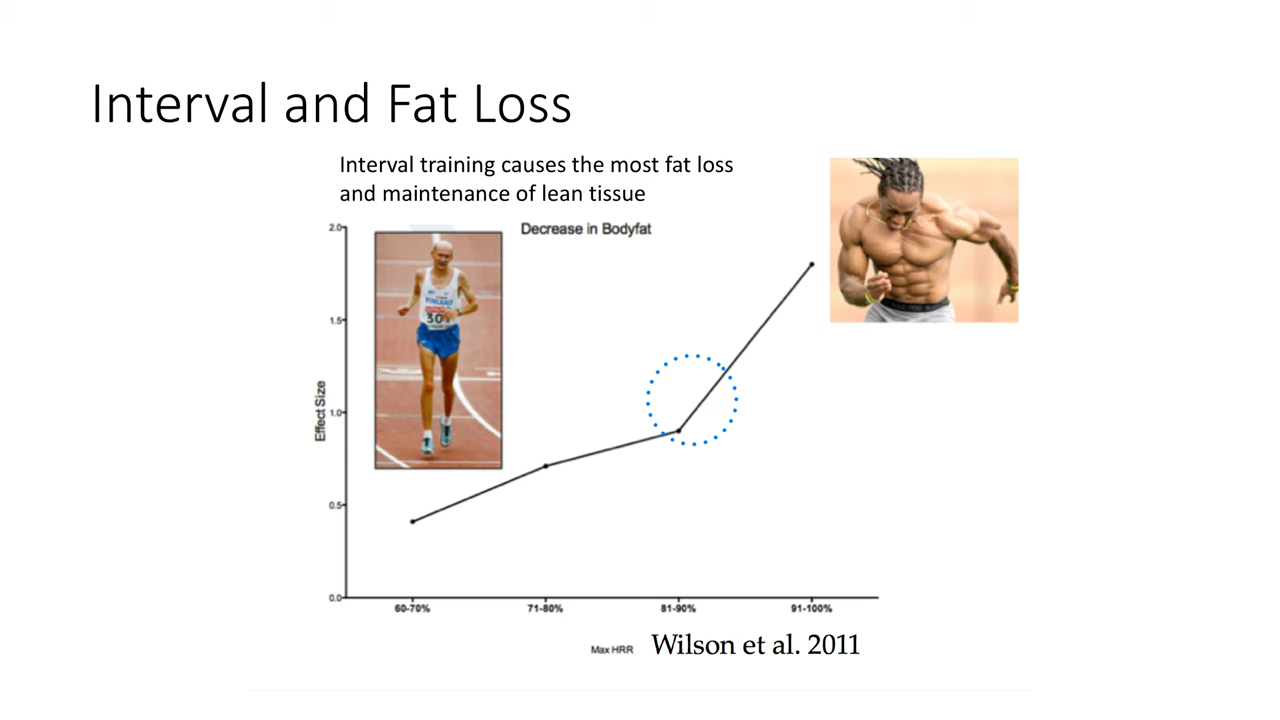 Interval and Fat Loss
Interval training causes the most fat loss
and maintenance of lean tissue
Decrease in Bodyfat
2.0
1.5
1.0
0.5
0.0
Effect Size
FINLAND
30
60-70%
71-80%
81-90%
91-100%
Max HRR
Wilson et al. 2011